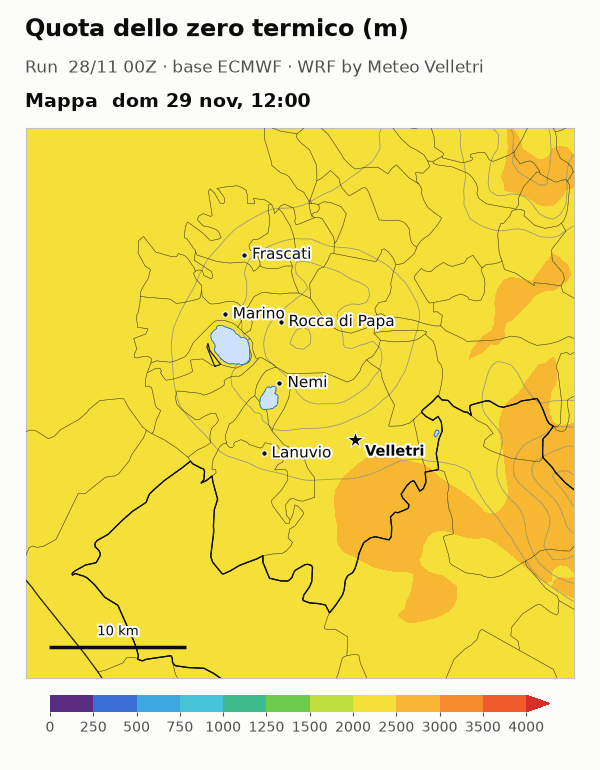 Quota dello zero termico (m)
Run  28/11 00Z · base ECMWF · WRF by Meteo Velletri
Mappa  dom 29 nov, 12:00
Frascati
Marino
Rocca di Papa
Nemi
Velletri
Lanuvio
10 km
0 250 500 750 1000 1250 1500 2000 2500 3000 3500 4000